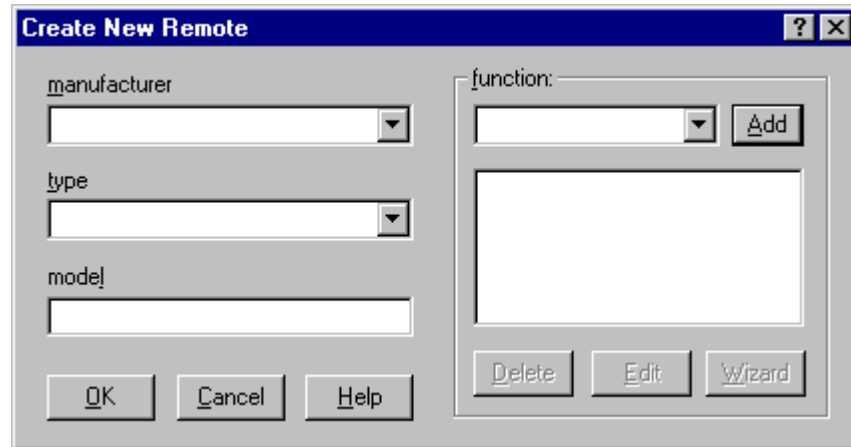 Create New Remote
manufacturer
type
model
OK Cancel Help
function:
Add
Delete Edit Wizard